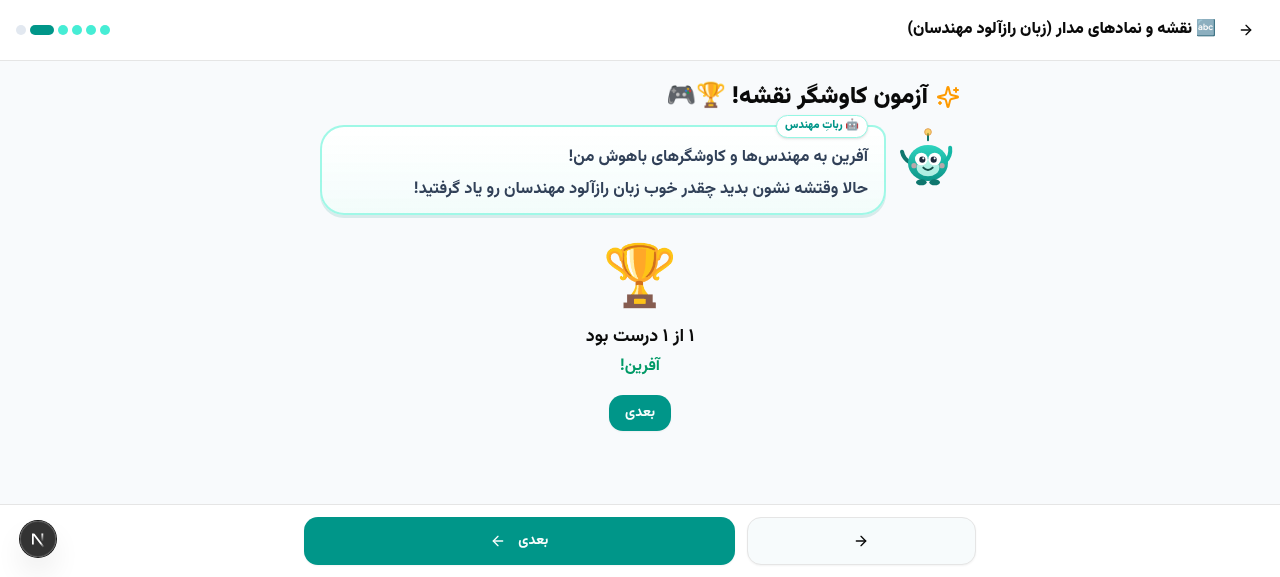 🔤 نقشه و نمادهای مدار (زبان رازآلود مهندسان)
آزمون کاوشگر نقشه! 🏆🎮
🤖 رباتِ مهندس
آفرین به مهندس‌ها و کاوشگرهای باهوش من!
حالا وقتشه نشون بدید چقدر خوب زبان رازآلود مهندسان رو یاد گرفتید!
۱ از ۱ درست بود
آفرین!
بعدی
بعدی
N